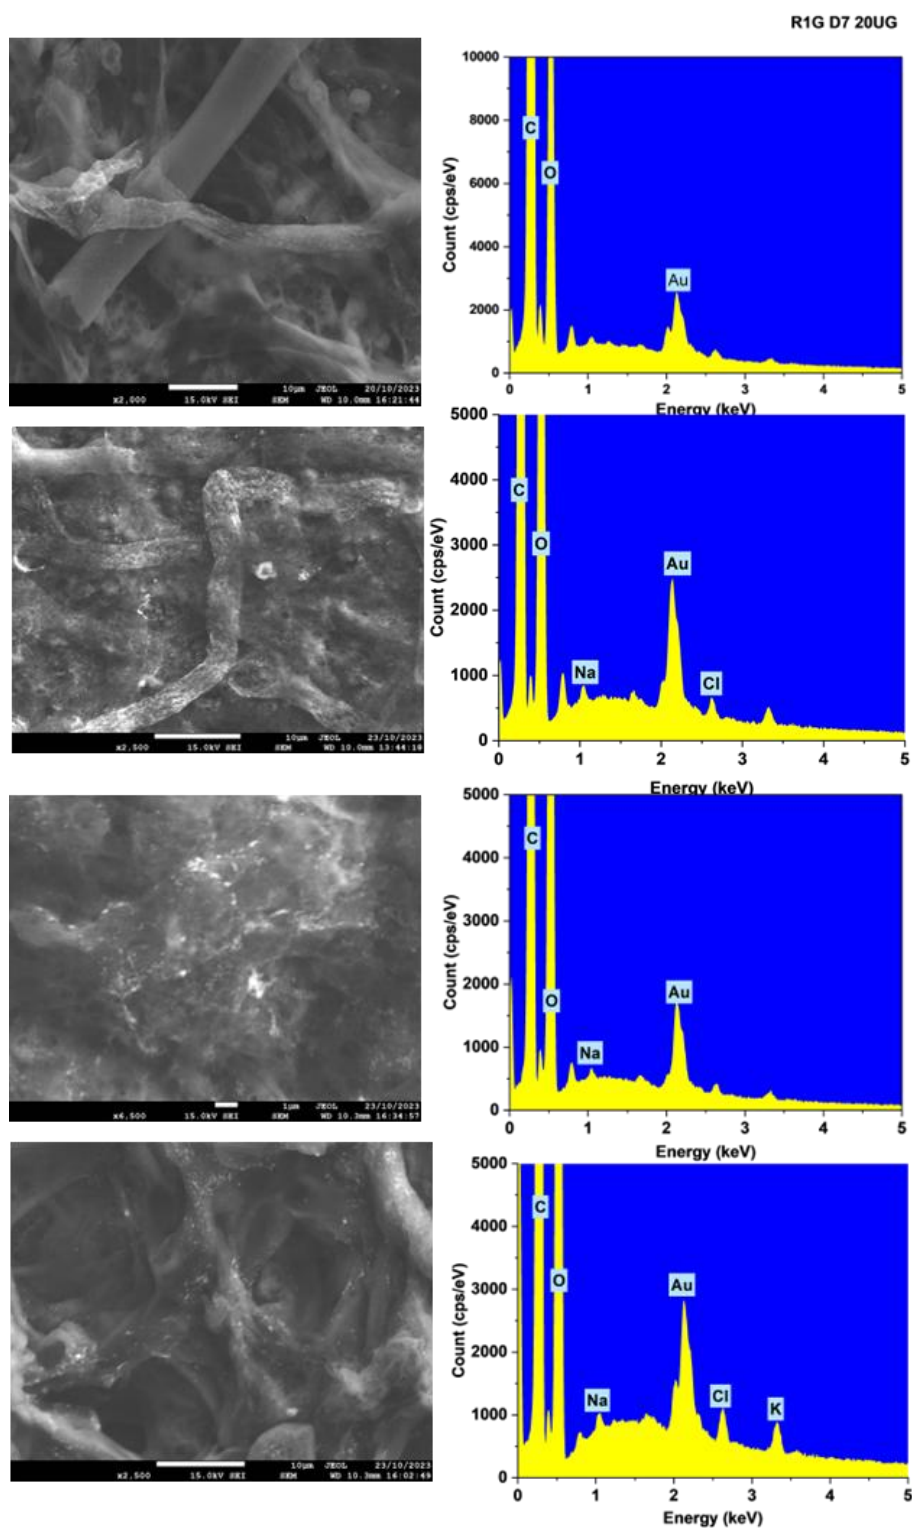 R1G D7 20UG
10µm JEOL 20/10/2023
x2,000 15.0kV SEI SEM WD 10.0mm 16:21:44
10000
8000
6000
4000
2000
0
Count (cps/eV)
C
O
Au
0 1 2 3 4 5
Energy (keV)
10µm JEOL 23/10/2023
x2,500 15.0kV SEI SEM WD 10.0mm 13:44:18
5000
4000
3000
2000
1000
0
Count (cps/eV)
C
O
Au
Na
Cl
0 1 2 3 4 5
Energy (keV)
1µm JEOL 23/10/2023
x6,500 15.0kV SEI SEM WD 10.3mm 16:34:57
5000
4000
3000
2000
1000
0
Count (cps/eV)
C
O
Au
Na
0 1 2 3 4 5
Energy (keV)
10µm JEOL 23/10/2023
x2,500 15.0kV SEI SEM WD 10.3mm 16:02:49
5000
4000
3000
2000
1000
0
Count (cps/eV)
C
O
Au
Na
Cl
K
0 1 2 3 4 5
Energy (keV)